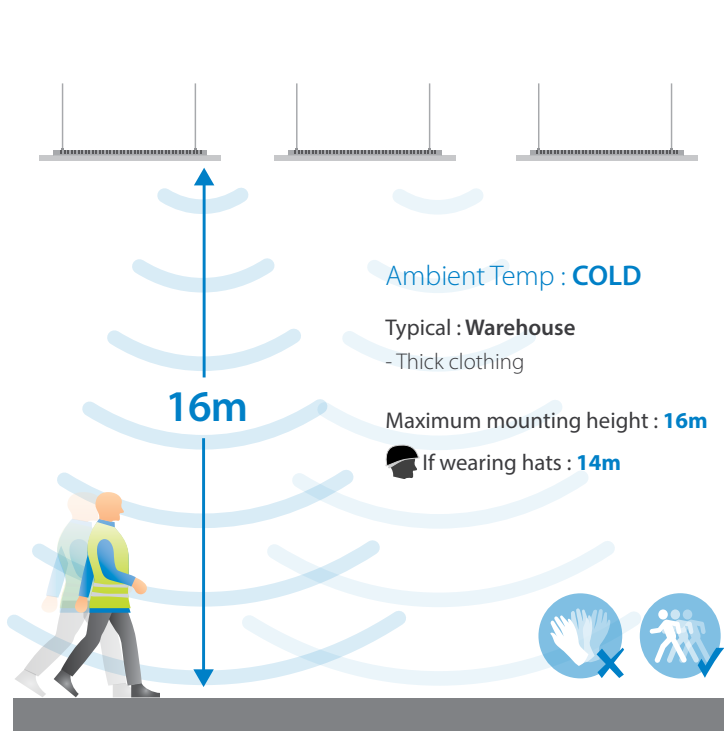 Ambient Temp : COLD
Typical : Warehouse
- Thick clothing
16m
Maximum mounting height : 16m
If wearing hats : 14m